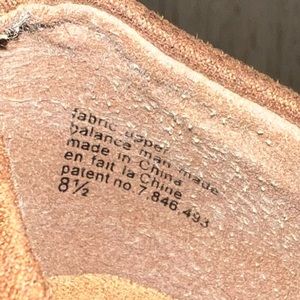 fabric upper
balance man made
made in China
en fait la Chine
patent no. 7,846,493
8½